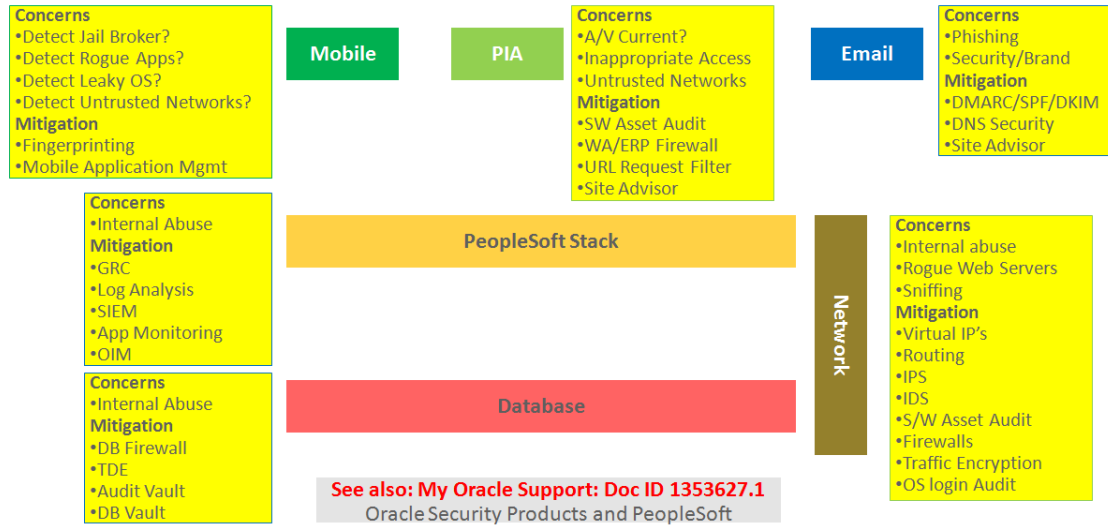 Concerns
•Detect Jail Broker?
•Detect Rogue Apps?
•Detect Leaky OS?
•Detect Untrusted Networks?
Mitigation
•Fingerprinting
•Mobile Application Mgmt
Mobile
PIA
Concerns
•A/V Current?
•Inappropriate Access
•Untrusted Networks
Mitigation
•SW Asset Audit
•WA/ERP Firewall
•URL Request Filter
•Site Advisor
Email
Concerns
•Phishing
•Security/Brand
Mitigation
•DMARC/SPF/DKIM
•DNS Security
•Site Advisor
Concerns
•Internal Abuse
Mitigation
•GRC
•Log Analysis
•SIEM
•App Monitoring
•OIM
PeopleSoft Stack
Network
Concerns
•Internal abuse
•Rogue Web Servers
•Sniffing
Mitigation
•Virtual IP's
•Routing
•IPS
•IDS
•S/W Asset Audit
•Firewalls
•Traffic Encryption
•OS login Audit
Concerns
•Internal Abuse
Mitigation
•DB Firewall
•TDE
•Audit Vault
•DB Vault
Database
See also: My Oracle Support: Doc ID 1353627.1
Oracle Security Products and PeopleSoft